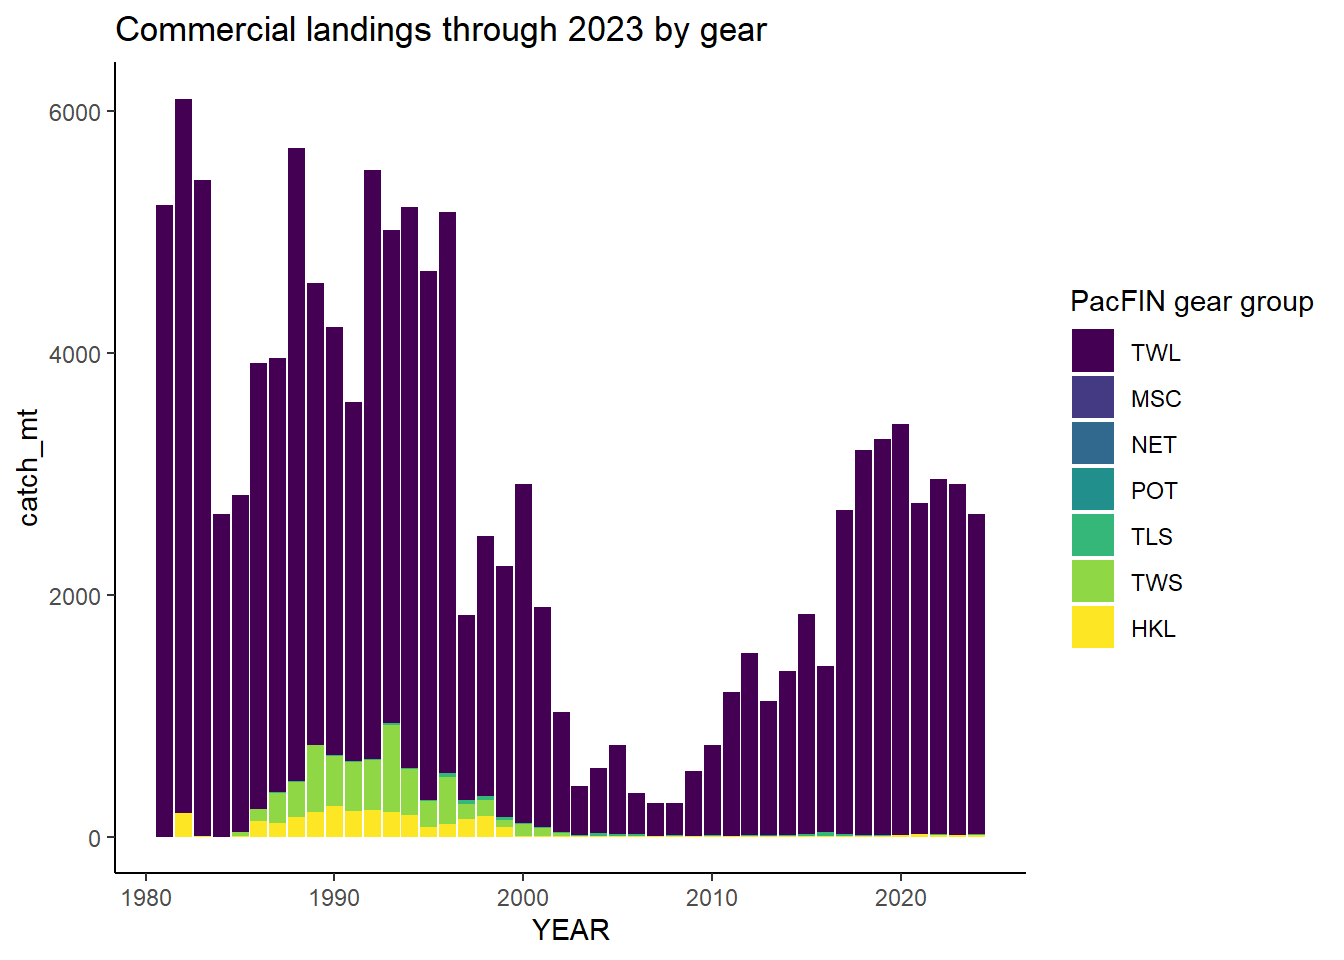 Commercial landings through 2023 by gear
6000
4000
2000
0
catch_mt
1980
1990
2000
2010
2020
YEAR
PacFIN gear group
TWL
MSC
NET
POT
TLS
TWS
HKL